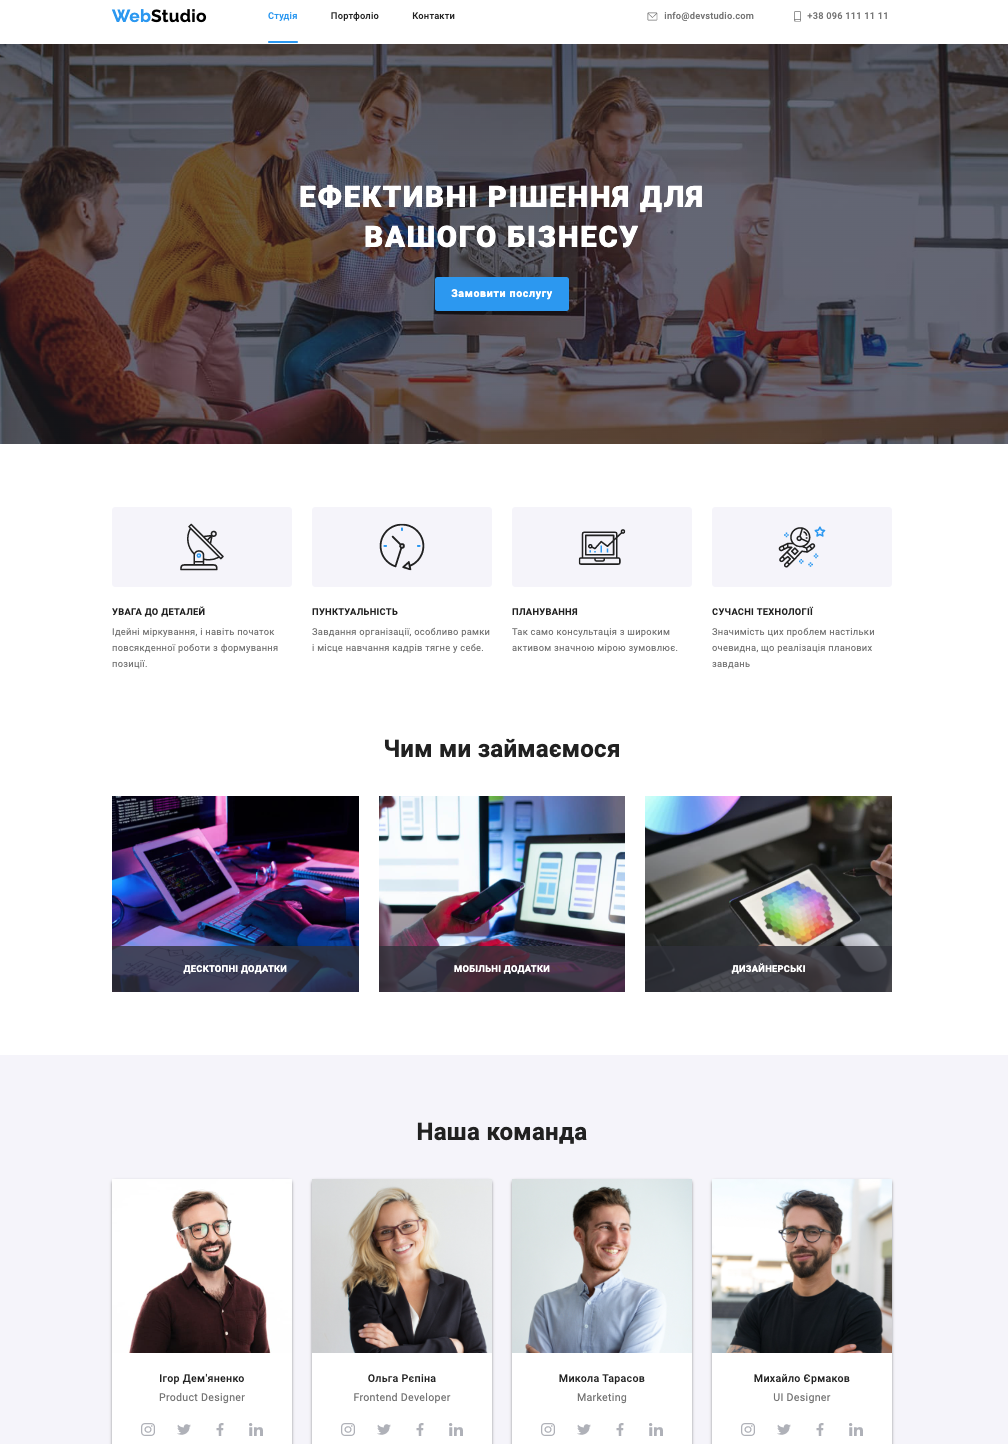 WebStudio
Студія Портфоліо Контакти info@devstudio.com +38 096 111 11 11
ЕФЕКТИВНІ РІШЕННЯ ДЛЯ
ВАШОГО БІЗНЕСУ
Замовити послугу
УВАГА ДО ДЕТАЛЕЙ
Ідейні міркування, і навіть початок
повсякденної роботи з формування
позиції.
ПУНКТУАЛЬНІСТЬ
Завдання організації, особливо рамки
і місце навчання кадрів тягне у себе.
ПЛАНУВАННЯ
Так само консультація з широким
активом значною мірою зумовлює.
СУЧАСНІ ТЕХНОЛОГІЇ
Значимість цих проблем настільки
очевидна, що реалізація планових
завдань
Чим ми займаємося
ДЕСКТОПНІ ДОДАТКИ
МОБІЛЬНІ ДОДАТКИ
ДИЗАЙНЕРСЬКІ
Наша команда
Ігор Дем'яненко
Product Designer
Ольга Рєпіна
Frontend Developer
Микола Тарасов
Marketing
Михайло Єрмаков
UI Designer